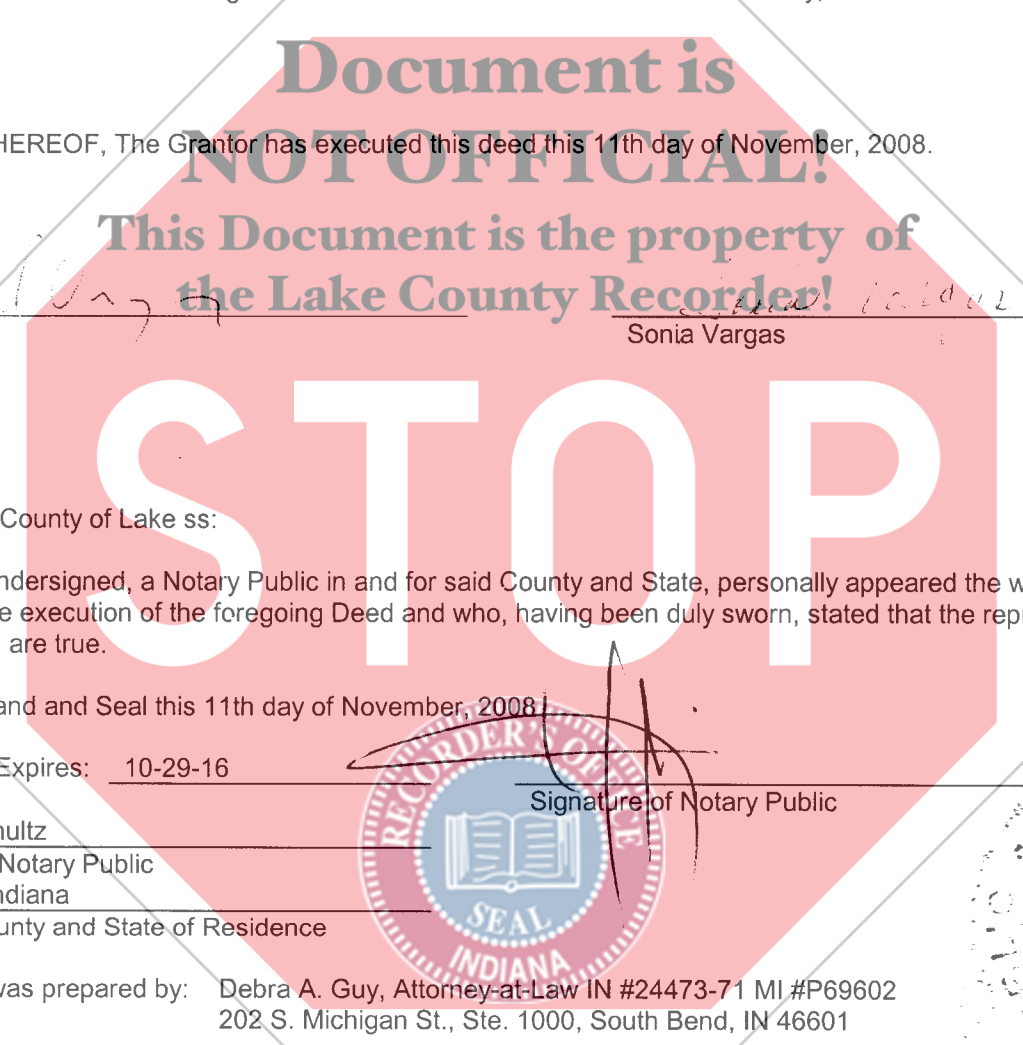 Document is
HEREOF, The Grantor has executed this deed this 11th day of November, 2008.
NOT OFFICIAL!
This Document is the property of
the Lake County Recorder!
Sonia Vargas
STOP
County of Lake ss:
ndersigned, a Notary Public in and for said County and State, personally appeared the w
e execution of the foregoing Deed and who, having been duly sworn, stated that the repr
are true.
and and Seal this 11th day of November, 2008
Expires: 10-29-16
Signature of Notary Public
hultz
Notary Public
ndiana
unty and State of Residence
RECORDER'S OFFICE
SEAL
INDIANA
was prepared by: Debra A. Guy, Attorney-at-Law IN #24473-71 MI #P69602
202 S. Michigan St., Ste. 1000, South Bend, IN 46601